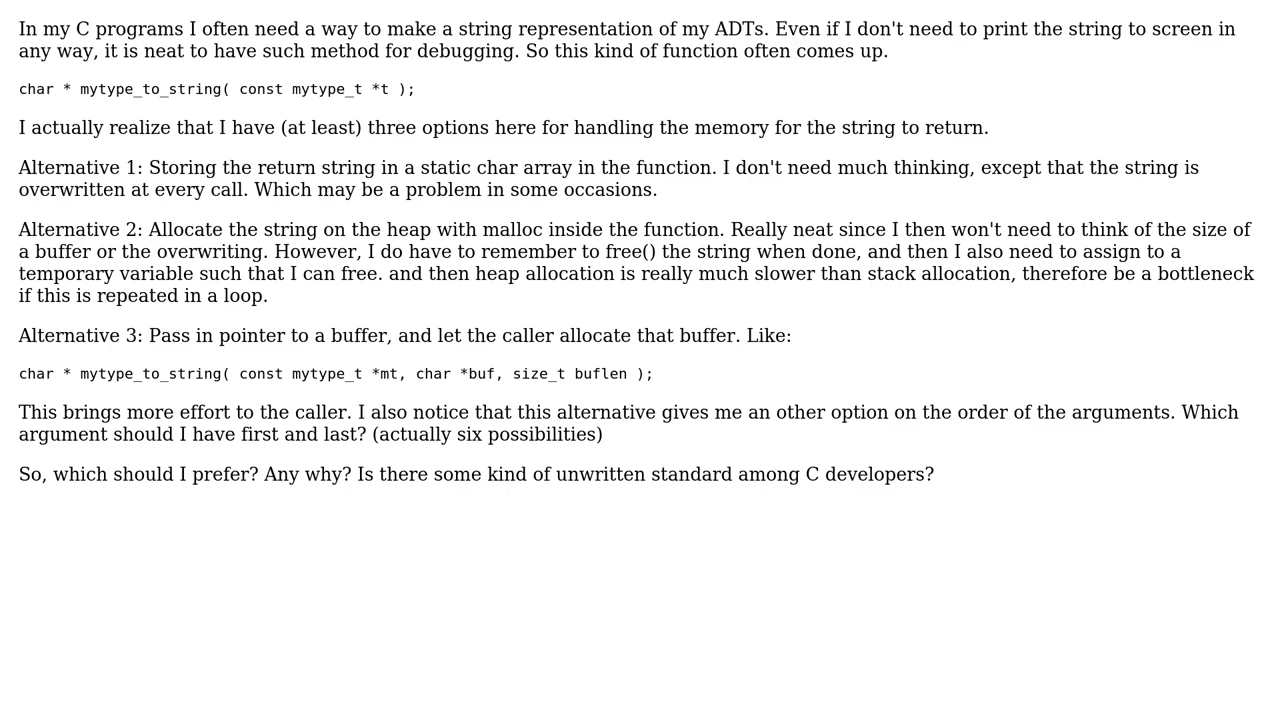 In my C programs I often need a way to make a string representation of my ADTs. Even if I don't need to print the string to screen in
any way, it is neat to have such method for debugging. So this kind of function often comes up.
char * mytype_to_string( const mytype_t *t );
I actually realize that I have (at least) three options here for handling the memory for the string to return.
Alternative 1: Storing the return string in a static char array in the function. I don't need much thinking, except that the string is
overwritten at every call. Which may be a problem in some occasions.
Alternative 2: Allocate the string on the heap with malloc inside the function. Really neat since I then won't need to think of the size of
a buffer or the overwriting. However, I do have to remember to free() the string when done, and then I also need to assign to a
temporary variable such that I can free. and then heap allocation is really much slower than stack allocation, therefore be a bottleneck
if this is repeated in a loop.
Alternative 3: Pass in pointer to a buffer, and let the caller allocate that buffer. Like:
char * mytype_to_string( const mytype_t *mt, char *buf, size_t buflen );
This brings more effort to the caller. I also notice that this alternative gives me an other option on the order of the arguments. Which
argument should I have first and last? (actually six possibilities)
So, which should I prefer? Any why? Is there some kind of unwritten standard among C developers?